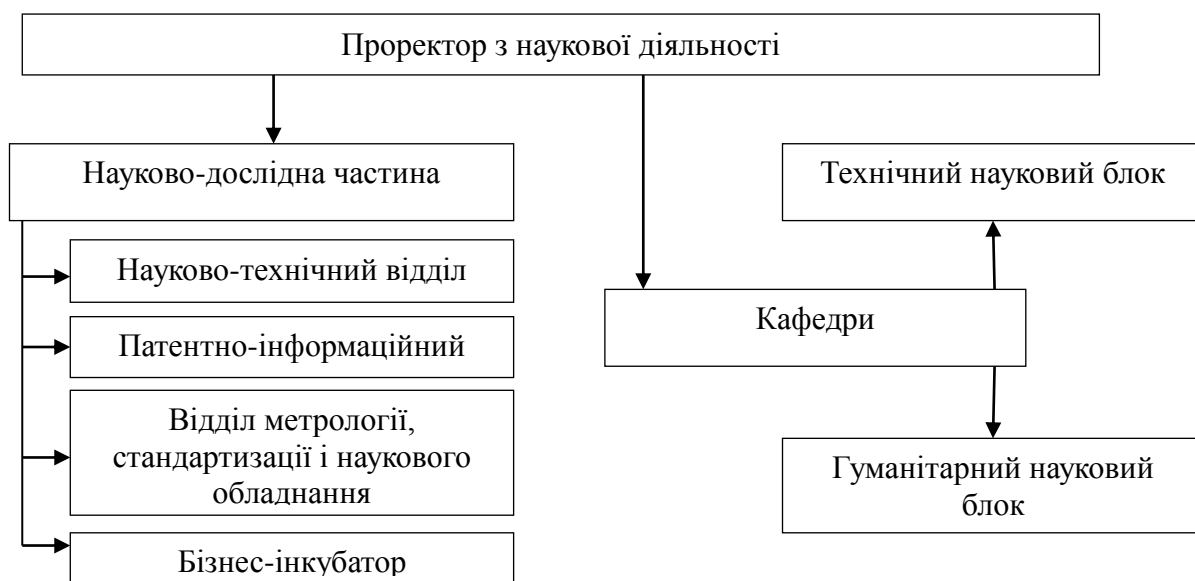 Проректор з наукової діяльності
Науково-дослідна частина
Науково-технічний відділ
Патентно-інформаційний
Відділ метрології,
стандартизації і наукового
обладнання
Бізнес-інкубатор
Технічний науковий блок
Кафедри
Гуманітарний науковий
блок